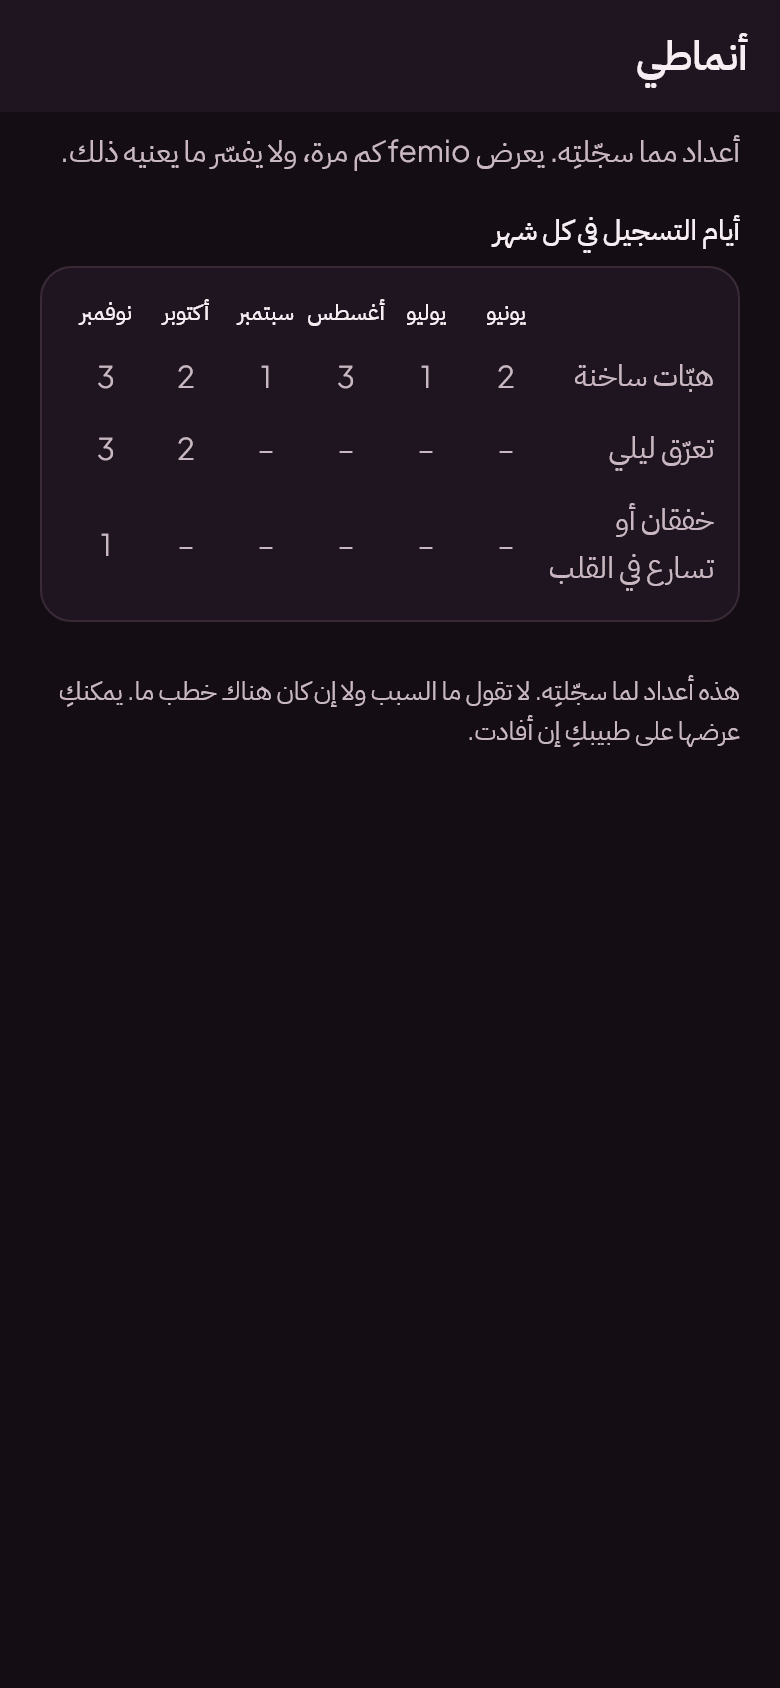 أنماطي
أعداد مما سجّلتِه. يعرض femio كم مرة، ولا يفسّر ما يعنيه ذلك.
أيام التسجيل في كل شهر
يونيو يوليو أغسطس سبتمبر أكتوبر نوفمبر
هبّات ساخنة 2 1 3 1 2 3
تعرّق ليلي – – – – 2 3
خفقان أو
تسارع في القلب – – – – – 1
هذه أعداد لما سجّلتِه. لا تقول ما السبب ولا إن كان هناك خطب ما. يمكنكِ
عرضها على طبيبكِ إن أفادت.